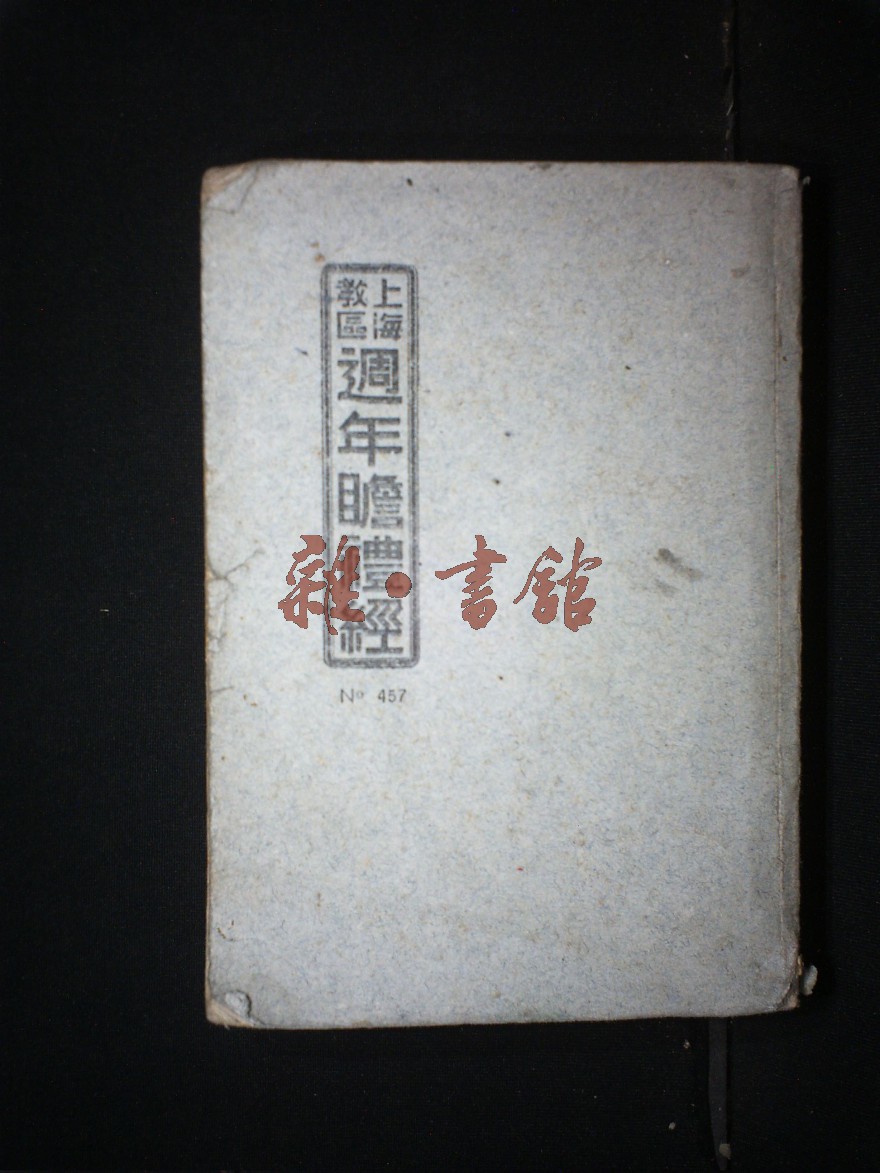 上海
教區
週年瞻禮經
Nº 457
雜·書館